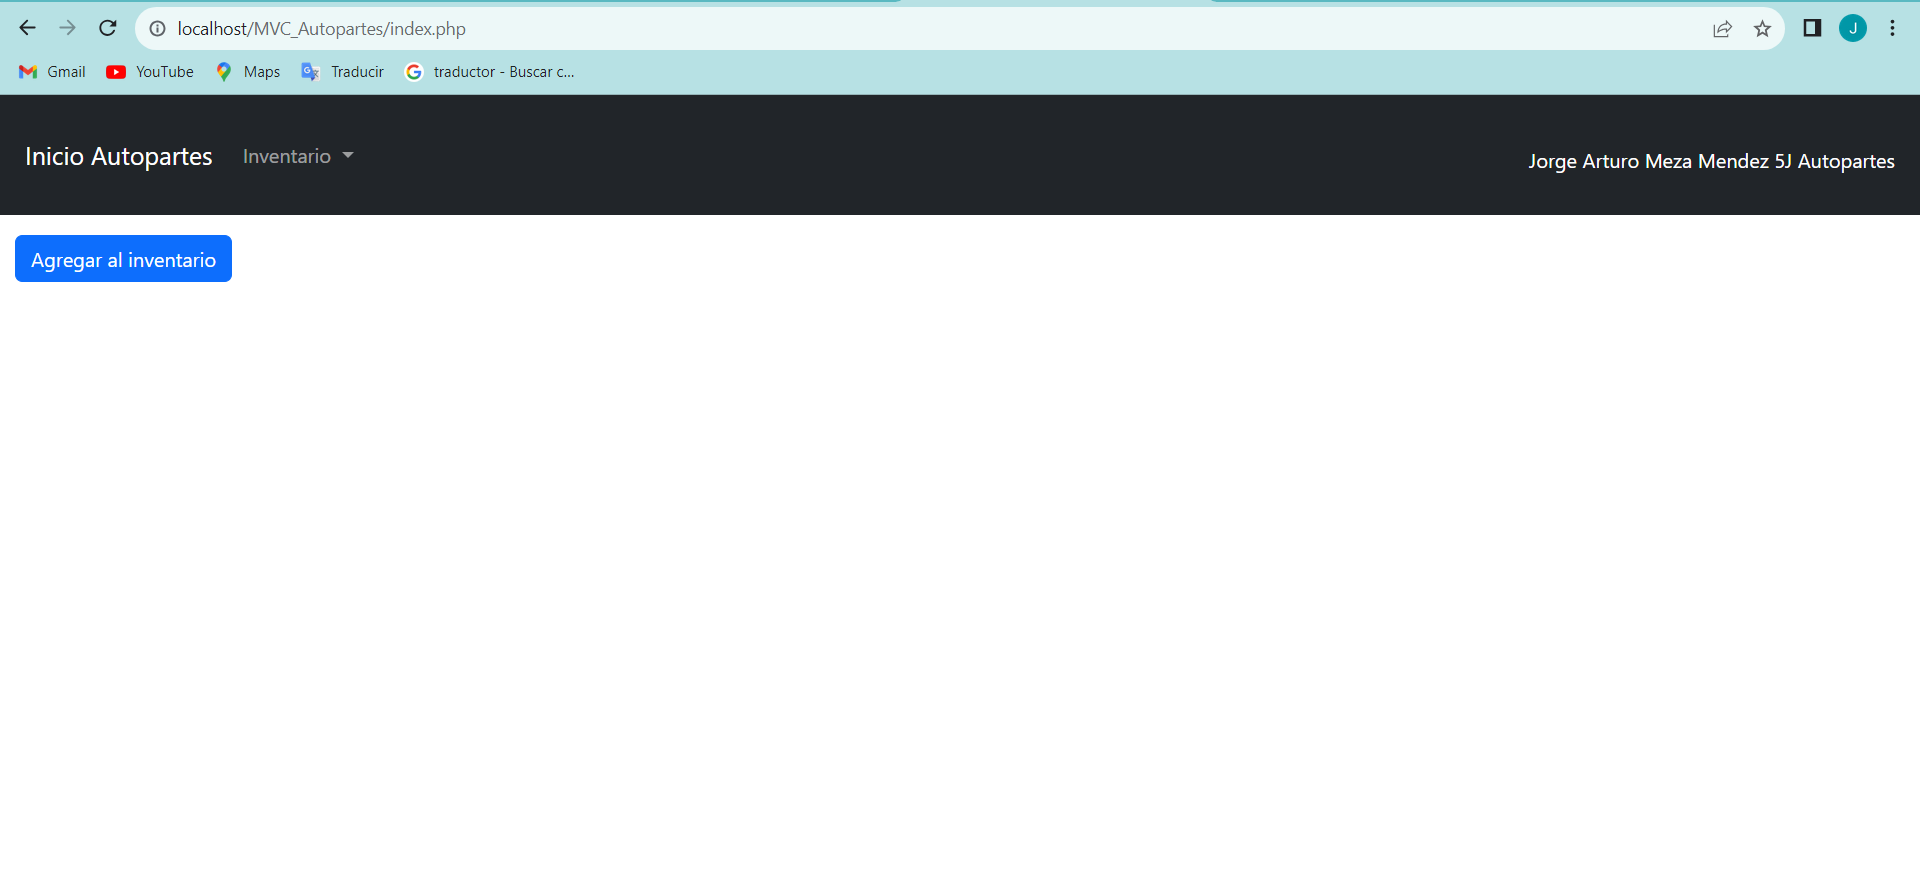 localhost/MVC_Autopartes/index.php
J
Gmail YouTube Maps Traducir traductor - Buscar c...
Inicio Autopartes Inventario Jorge Arturo Meza Mendez 5J Autopartes
Agregar al inventario